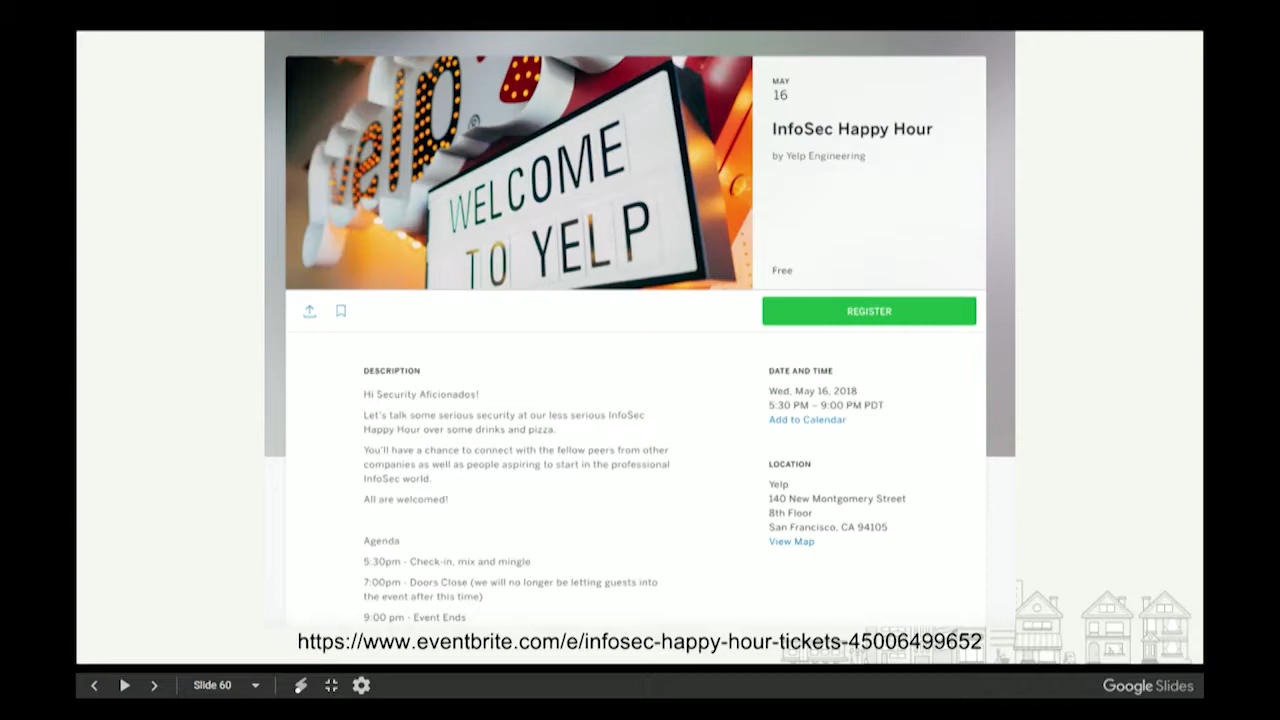 yelp
®
WELCOME
TO YELP
MAY
16
InfoSec Happy Hour
by Yelp Engineering
Free
REGISTER
DESCRIPTION
Hi Security Aficionados!
Let's talk some serious security at our less serious InfoSec
Happy Hour over some drinks and pizza.
You'll have a chance to connect with the fellow peers from other
companies as well as people aspiring to start in the professional
InfoSec world.
All are welcomed!
Agenda
5:30pm - Check-in, mix and mingle
7:00pm - Doors Close (we will no longer be letting guests into
the event after this time)
9:00 pm - Event Ends
DATE AND TIME
Wed, May 16, 2018
5:30 PM – 9:00 PM PDT
Add to Calendar
LOCATION
Yelp
140 New Montgomery Street
8th Floor
San Francisco, CA 94105
View Map
https://www.eventbrite.com/e/infosec-happy-hour-tickets-45006499652
Slide 60
Google Slides